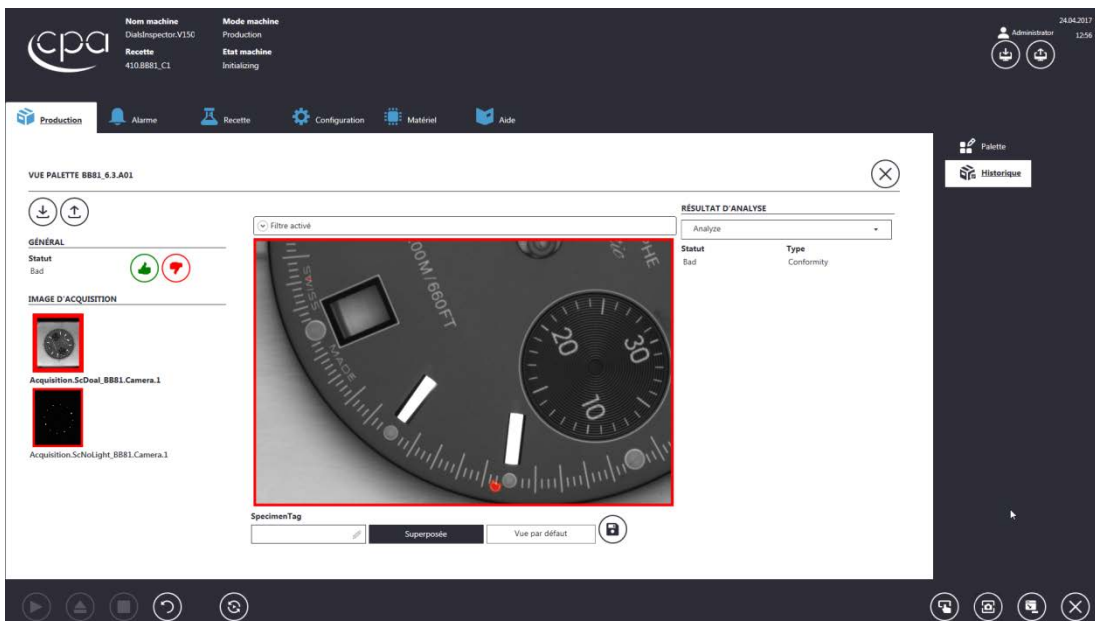 cpa
Nom machine
DialsInspector.V150
Recette
410.BB81_C1
Mode machine
Production
Etat machine
Initializing
24.04.2017
Administrator
12:56
Production
Alarme
Recette
Configuration
Matériel
Aide
Palette
Historique
VUE PALETTE BB81_6.3.A01
GÉNÉRAL
Statut
Bad
IMAGE D'ACQUISITION
Acquisition.ScDoal_BB81.Camera.1
Acquisition.ScNoLight_BB81.Camera.1
Filtre activé
SWISS
MADE
00M/660FT
PHE
20
30
10
SpecimenTag
Superposée
Vue par défaut
RÉSULTAT D'ANALYSE
Analyze
Statut
Type
Bad
Conformity